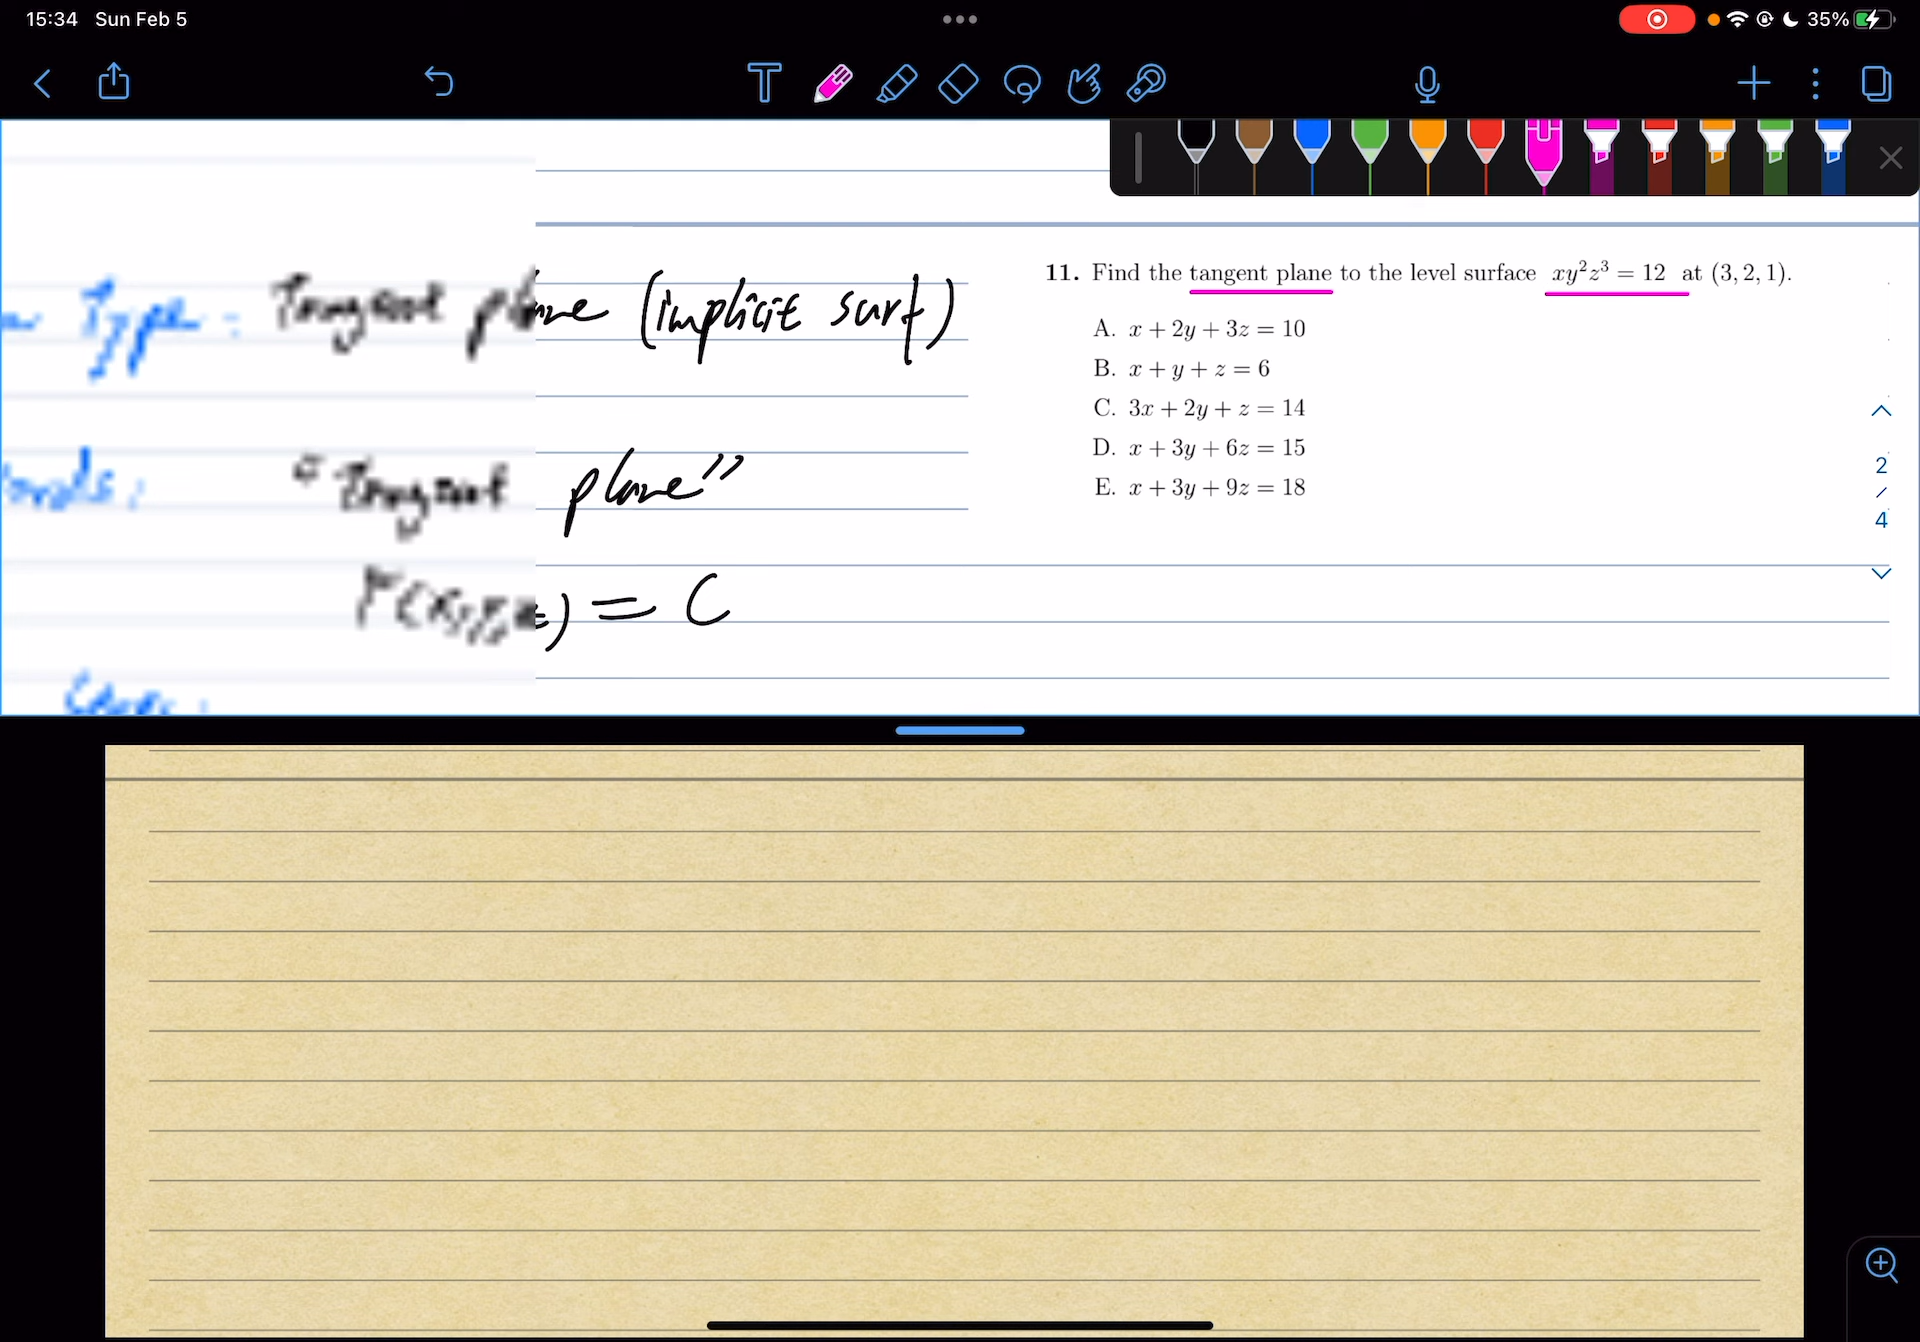 15:34 Sun Feb 5
35%
Type: Tangent plane (implicit surf)
"Tangent plane"
F(x,y,z) = C
11. Find the tangent plane to the level surface xy²z³ = 12 at (3, 2, 1).
A. x + 2y + 3z = 10
B. x + y + z = 6
C. 3x + 2y + z = 14
D. x + 3y + 6z = 15
E. x + 3y + 9z = 18
2
/
4